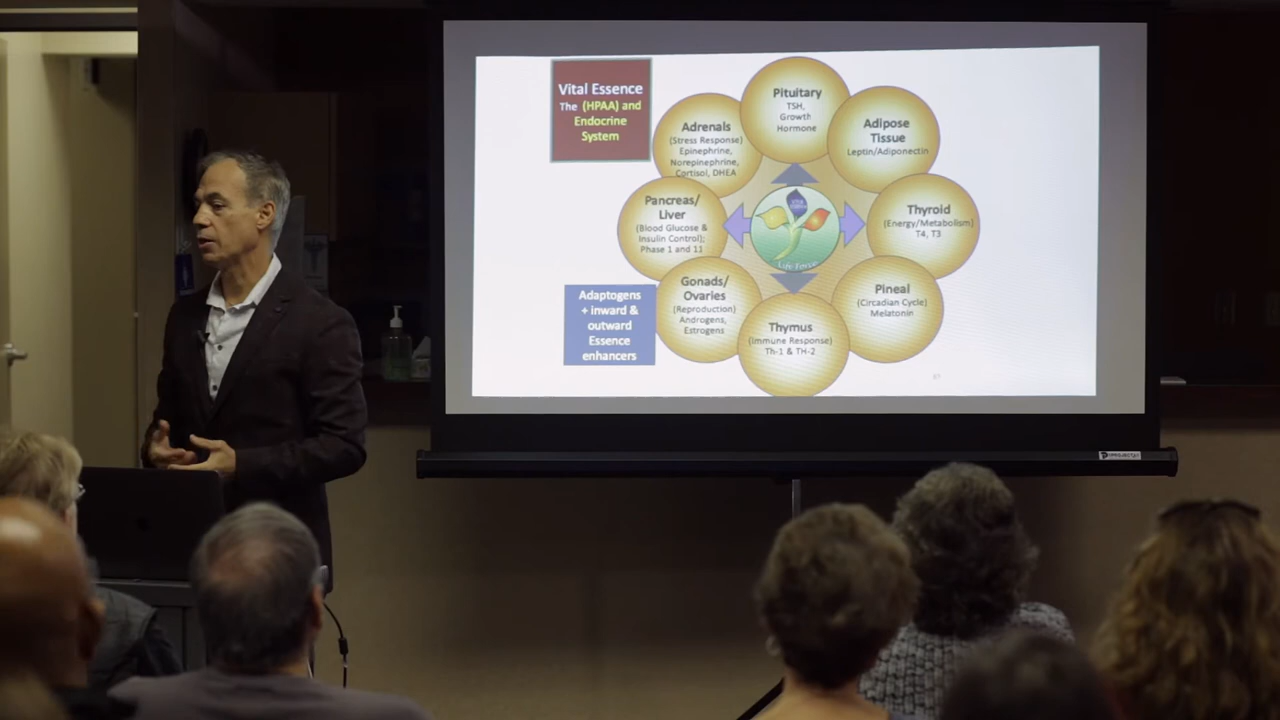 Vital Essence
The (HPAA) and
Endocrine
System
Pituitary
TSH,
Growth
Hormone
Adipose
Tissue
Leptin/Adiponectin
Adrenals
(Stress Response)
Epinephrine,
Norepinephrine,
Cortisol, DHEA
Pancreas/
Liver
(Blood Glucose &
Insulin Control);
Phase 1 and 11
Thyroid
(Energy/Metabolism)
T4, T3
Life Force
Gonads/
Ovaries
(Reproduction)
Androgens,
Estrogens
Pineal
(Circadian Cycle)
Melatonin
Thymus
(Immune Response)
Th-1 & TH-2
Adaptogens
+ inward &
outward
Essence
enhancers